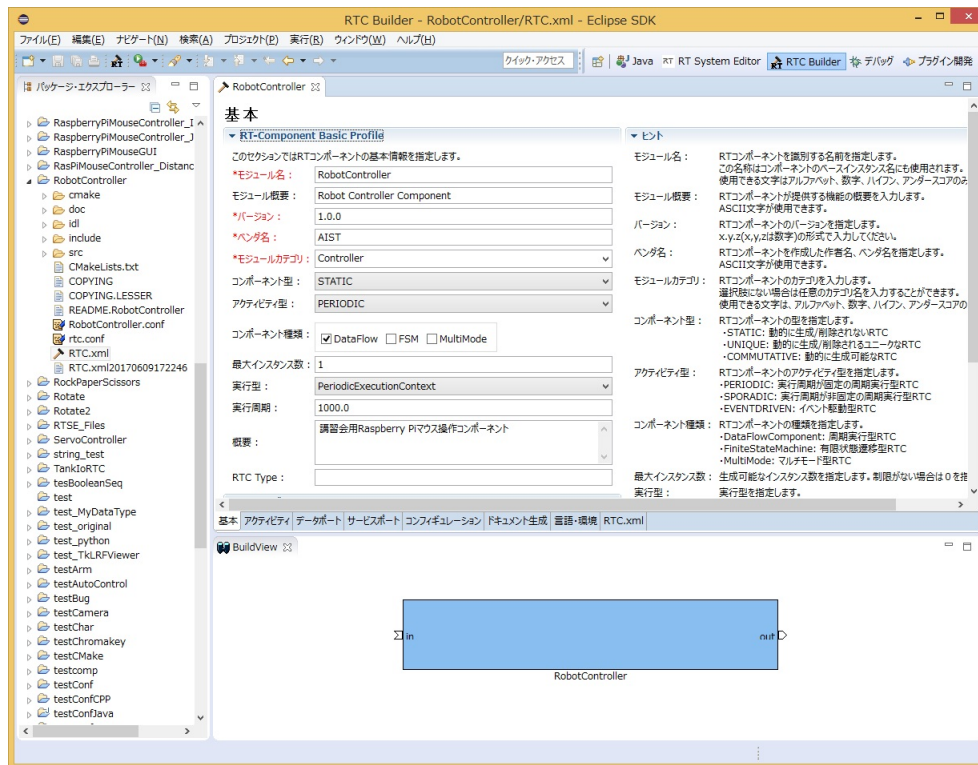 RTC Builder - RobotController/RTC.xml - Eclipse SDK
ファイル(F) 編集(E) ナビゲート(N) 検索(A) プロジェクト(P) 実行(R) ウィンドウ(W) ヘルプ(H)
クイック・アクセス Java RT System Editor RTC Builder デバッグ プラグイン開発
パッケージ・エクスプローラー
RaspberryPiMouseController_I
RaspberryPiMouseController_J
RaspberryPiMouseGUI
RasPiMouseController_Distanc
RobotController
cmake
doc
idl
include
src
CMakeLists.txt
COPYING
COPYING.LESSER
README.RobotController
RobotController.conf
rtc.conf
RTC.xml
RTC.xml20170609172246
RockPaperScissors
Rotate
Rotate2
RTSE_Files
ServoController
string_test
TankIoRTC
tesBooleanSeq
test
test_MyDataType
test_original
test_python
test_TkLRFViewer
testArm
testAutoControl
testBug
testCamera
testChar
testChromakey
testCMake
testcomp
testConf
testConfCPP
testConfJava
RobotController
基本
RT-Component Basic Profile
このセクションではRTコンポーネントの基本情報を指定します。
*モジュール名： RobotController
モジュール概要： Robot Controller Component
*バージョン： 1.0.0
*ベンダ名： AIST
*モジュールカテゴリ： Controller
コンポーネント型： STATIC
アクティビティ型： PERIODIC
コンポーネント種類： DataFlow FSM MultiMode
最大インスタンス数： 1
実行型： PeriodicExecutionContext
実行周期： 1000.0
概要： 講習会用Raspberry Piマウス操作コンポーネント
RTC Type：
ヒント
モジュール名： RTコンポーネントを識別する名前を指定します。
この名称はコンポーネントのベースインスタンス名にも使用されます。
使用できる文字はアルファベット、数字、ハイフン、アンダースコアのみ
モジュール概要： RTコンポーネントが提供する機能の概要を入力します。
ASCII文字が使用できます。
バージョン： RTコンポーネントのバージョンを指定します。
x.y.z(x,y,zは数字)の形式で入力してください。
ベンダ名： RTコンポーネントを作成した作者名、ベンダ名を指定します。
ASCII文字が使用できます。
モジュールカテゴリ： RTコンポーネントのカテゴリを入力します。
選択肢にない場合は任意のカテゴリ名を入力することができます。
使用できる文字は、アルファベット、数字、ハイフン、アンダースコアの
コンポーネント型： RTコンポーネントの型を指定します。
・STATIC: 動的に生成/削除されないRTC
・UNIQUE: 動的に生成/削除されるユニークなRTC
・COMMUTATIVE: 動的に生成可能なRTC
アクティビティ型： RTコンポーネントのアクティビティ型を指定します。
・PERIODIC: 実行周期が固定の周期実行型RTC
・SPORADIC: 実行周期が非固定の周期実行型RTC
・EVENTDRIVEN: イベント駆動型RTC
コンポーネント種類： RTコンポーネントの種類を指定します。
・DataFlowComponent: 周期実行型RTC
・FiniteStateMachine: 有限状態遷移型RTC
・MultiMode: マルチモード型RTC
最大インスタンス数： 生成可能なインスタンス数を指定します。制限がない場合は０を指
実行型： 実行型を指定します。
基本 アクティビティ データポート サービスポート コンフィギュレーション ドキュメント生成 言語・環境 RTC.xml
BuildView
in out
RobotController